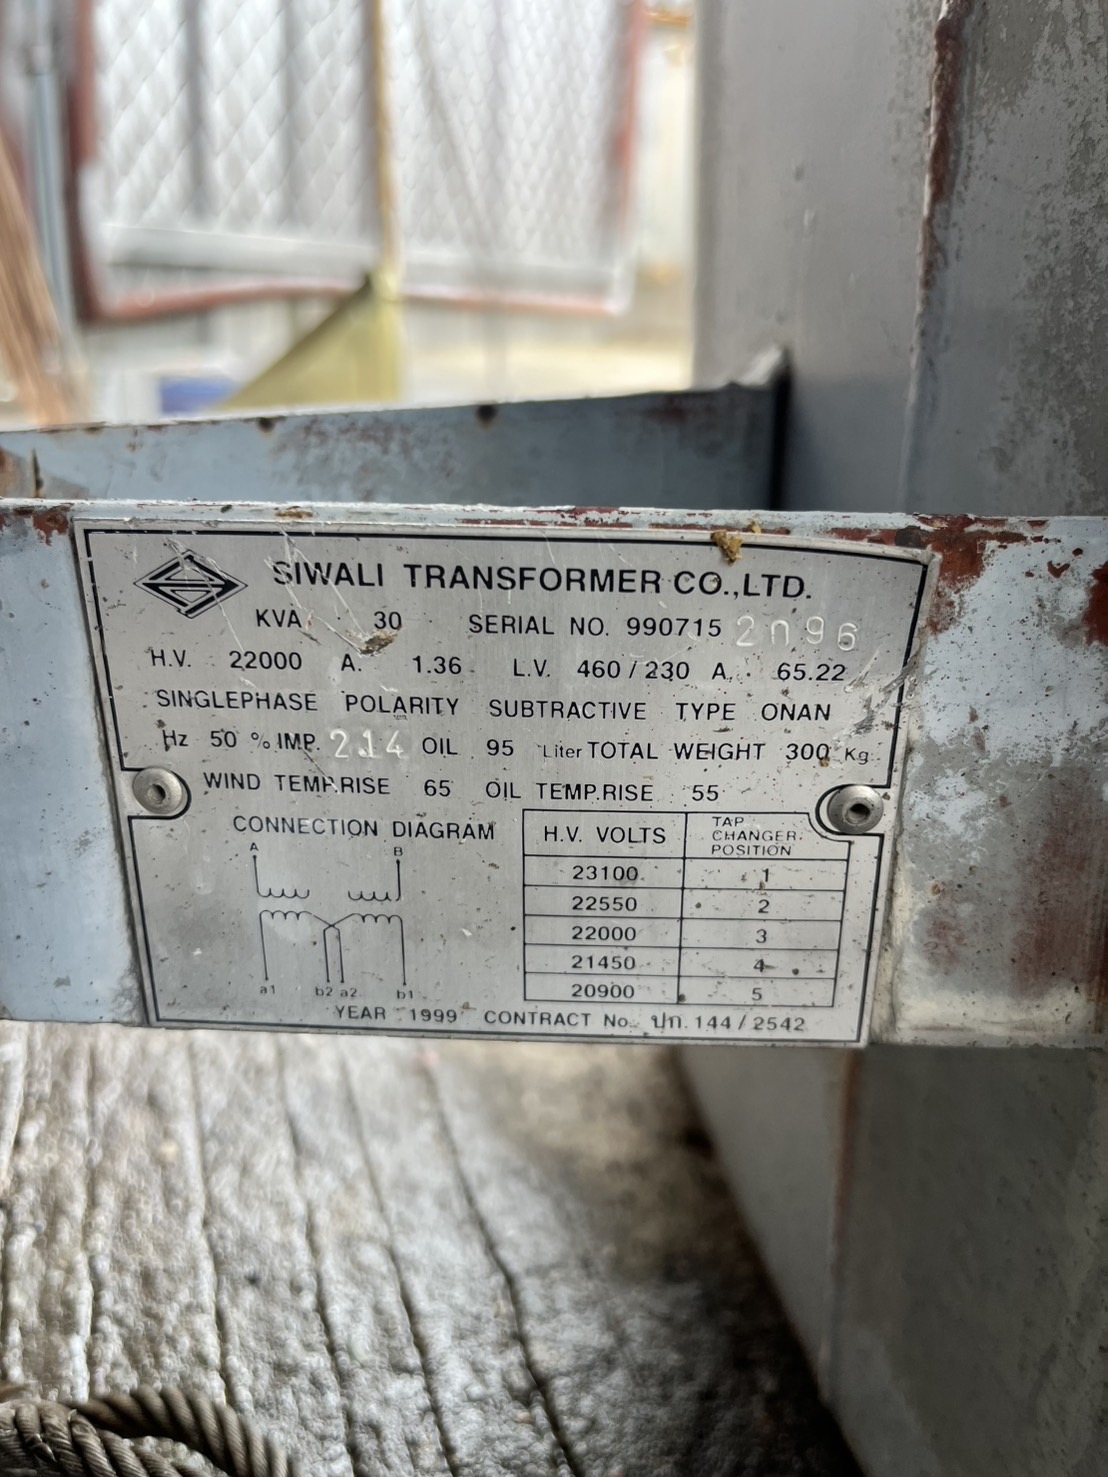 SIWALI TRANSFORMER CO.,LTD.
KVA 30 SERIAL NO. 990715 2096
H.V. 22000 A. 1.36 L.V. 460/230 A. 65.22
SINGLEPHASE POLARITY SUBTRACTIVE TYPE ONAN
Hz 50 % IMP. 2.14 OIL 95 Liter TOTAL WEIGHT 300 Kg.
WIND TEMP.RISE 65 OIL TEMP.RISE 55
CONNECTION DIAGRAM
A B
a1 b2 a2 b1
H.V. VOLTS TAP CHANGER POSITION
23100 1
22550 2
22000 3
21450 4
20900 5
YEAR 1999 CONTRACT No. ปก. 144/2542